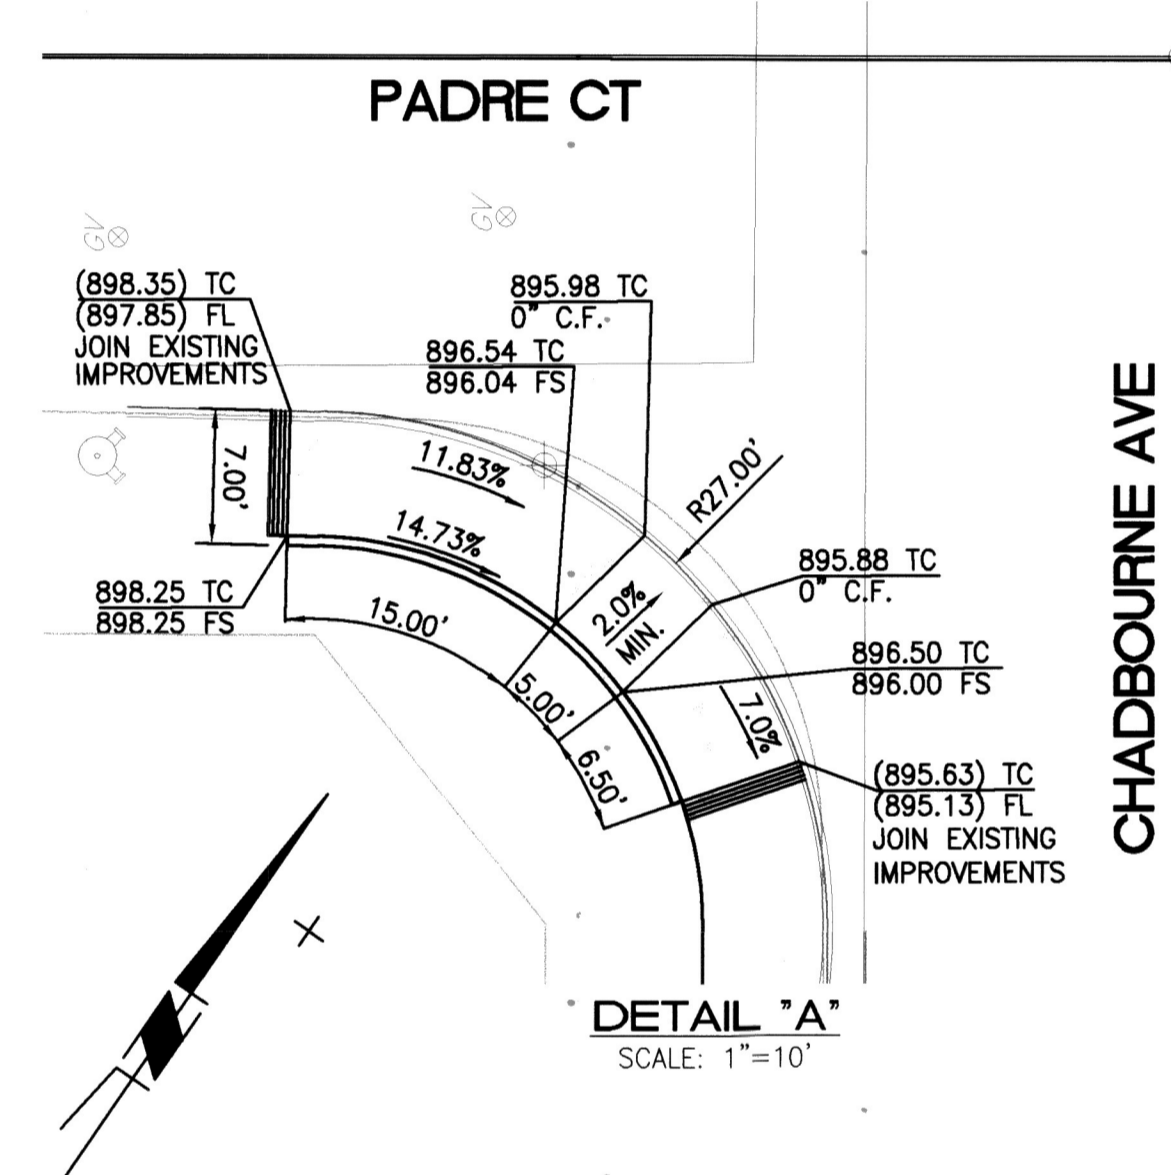 PADRE CT
GV
GV
(898.35) TC
(897.85) FL
JOIN EXISTING
IMPROVEMENTS
895.98 TC
0" C.F.
896.54 TC
896.04 FS
11.83%
7.00'
14.73%
R27.00'
898.25 TC
898.25 FS
15.00'
2.0%
MIN.
895.88 TC
0" C.F.
896.50 TC
896.00 FS
5.00'
7.0%
6.50'
(895.63) TC
(895.13) FL
JOIN EXISTING
IMPROVEMENTS
CHADBOURNE AVE
DETAIL "A"
SCALE: 1"=10'